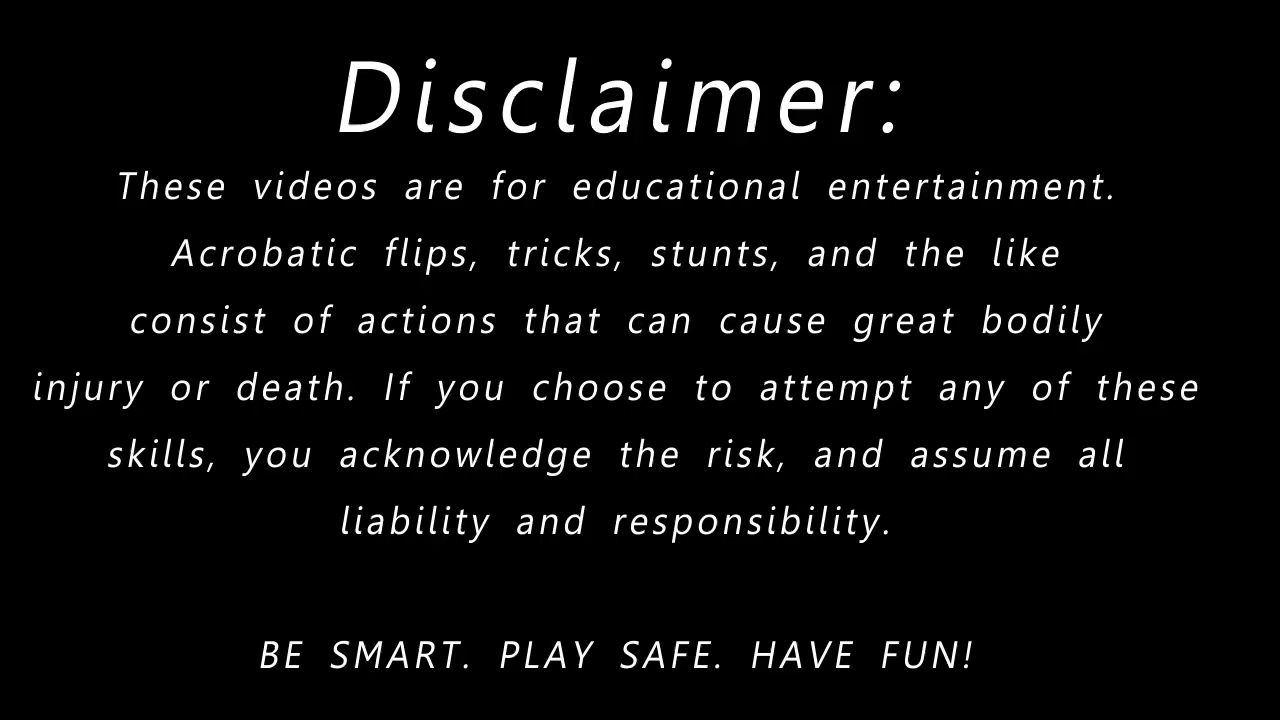 Disclaimer:
These videos are for educational entertainment.
Acrobatic flips, tricks, stunts, and the like
consist of actions that can cause great bodily
injury or death. If you choose to attempt any of these
skills, you acknowledge the risk, and assume all
liability and responsibility.
BE SMART. PLAY SAFE. HAVE FUN!